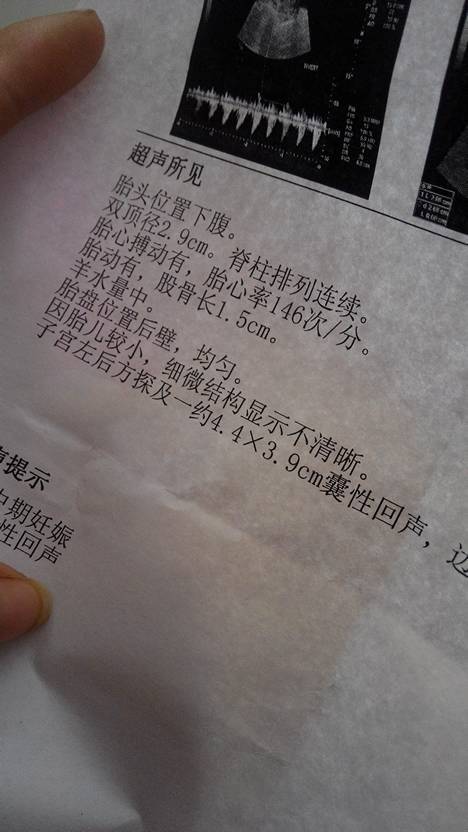 超声所见
胎头位置下腹。
双顶径2.9cm。脊柱排列连续。
胎心搏动有，胎心率146次/分。
胎动有，股骨长1.5cm。
羊水量中。
胎盘位置后壁，均匀。
因胎儿较小，细微结构显示不清晰。
子宫左后方探及一约4.4×3.9cm囊性回声，边
声提示
中期妊娠
性回声